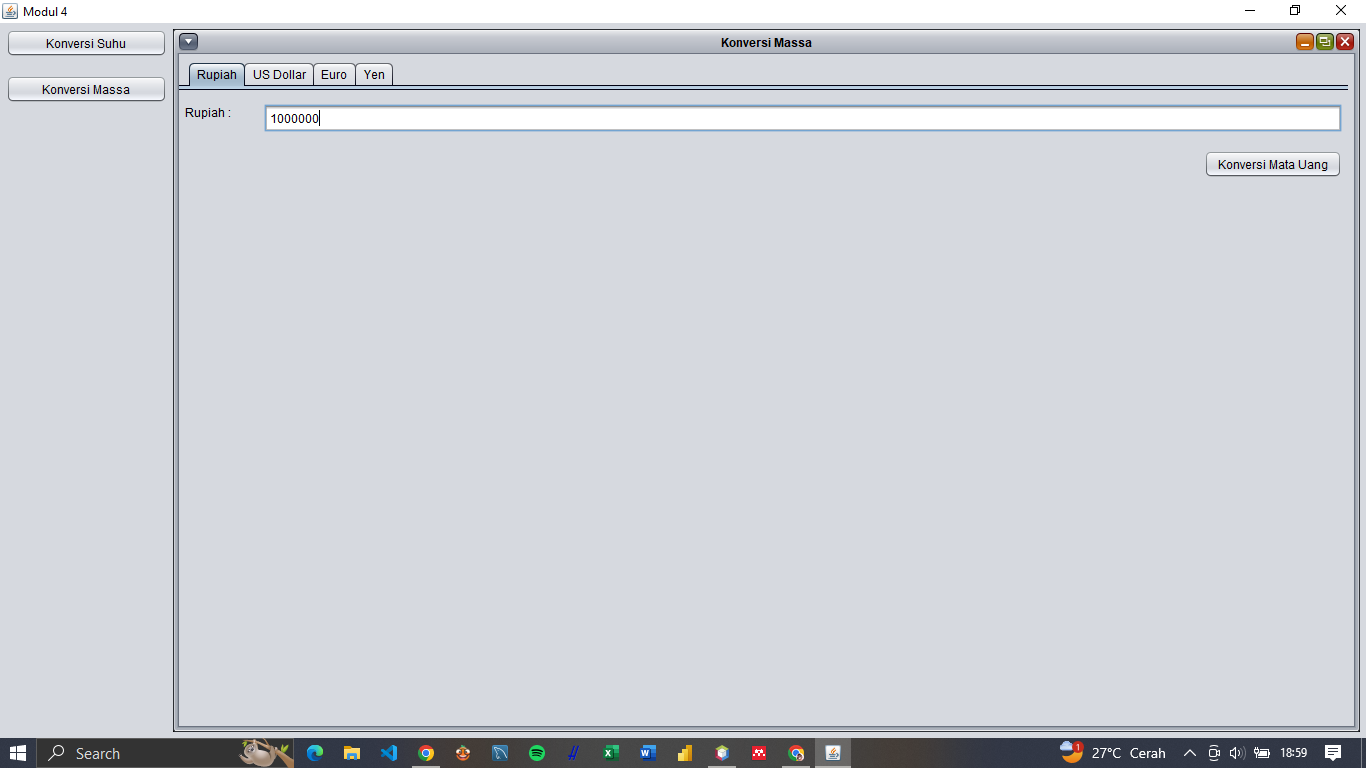 Modul 4
Konversi Suhu
Konversi Massa
Konversi Massa
Rupiah US Dollar Euro Yen
Rupiah : 1000000
Konversi Mata Uang
Search 27°C Cerah 18:59